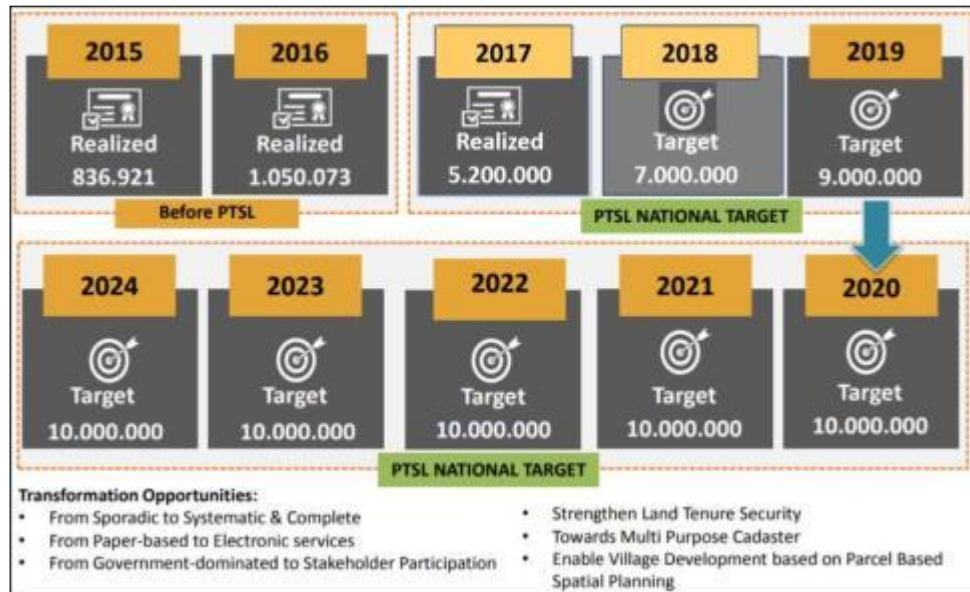 2015
Realized
836.921
2016
Realized
1.050.073
Before PTSL
2017
Realized
5.200.000
2018
Target
7.000.000
2019
Target
9.000.000
PTSL NATIONAL TARGET
2024
Target
10.000.000
2023
Target
10.000.000
2022
Target
10.000.000
2021
Target
10.000.000
2020
Target
10.000.000
PTSL NATIONAL TARGET
Transformation Opportunities:
• From Sporadic to Systematic & Complete
• From Paper-based to Electronic services
• From Government-dominated to Stakeholder Participation
• Strengthen Land Tenure Security
• Towards Multi Purpose Cadaster
• Enable Village Development based on Parcel Based
Spatial Planning